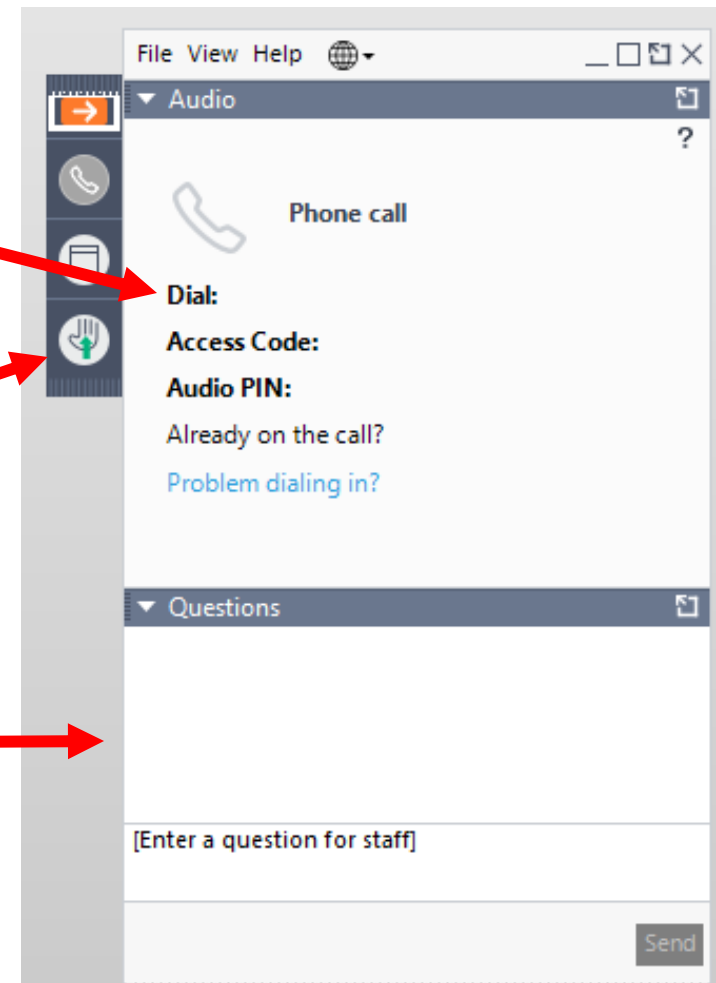 File View Help
Audio
?
Phone call
Dial:
Access Code:
Audio PIN:
Already on the call?
Problem dialing in?
Questions
[Enter a question for staff]
Send